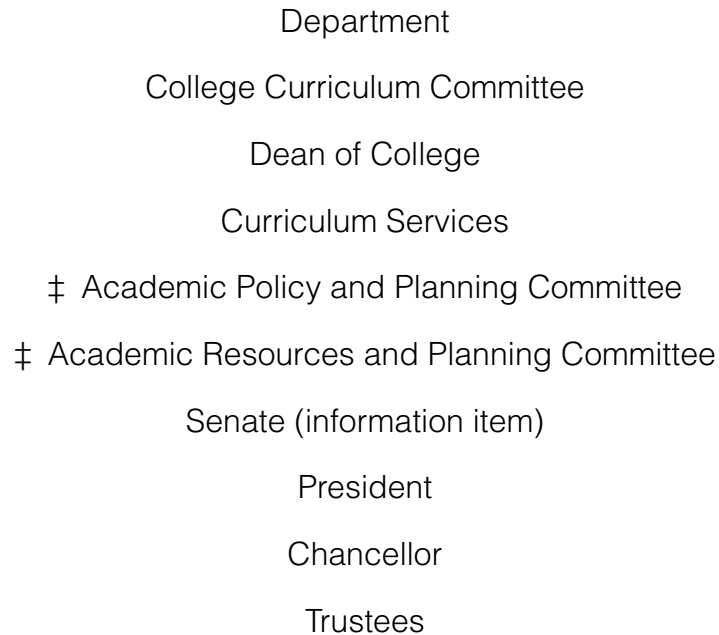 Department
College Curriculum Committee
Dean of College
Curriculum Services
‡ Academic Policy and Planning Committee
‡ Academic Resources and Planning Committee
Senate (information item)
President
Chancellor
Trustees